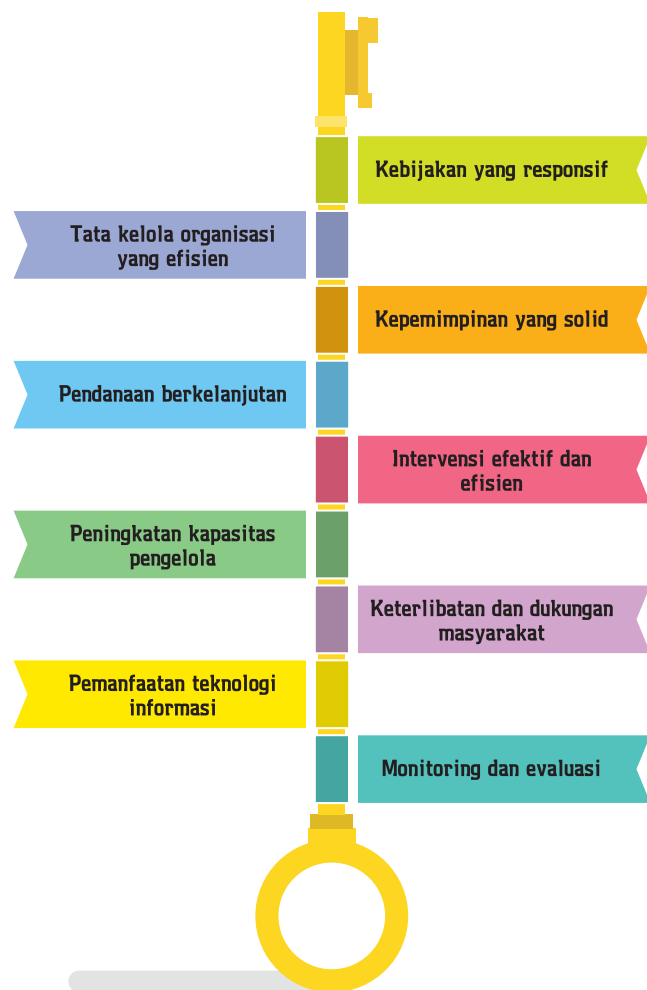 Kebijakan yang responsif
Tata kelola organisasi
yang efisien
Kepemimpinan yang solid
Pendanaan berkelanjutan
Intervensi efektif dan
efisien
Peningkatan kapasitas
pengelola
Keterlibatan dan dukungan
masyarakat
Pemanfaatan teknologi
informasi
Monitoring dan evaluasi